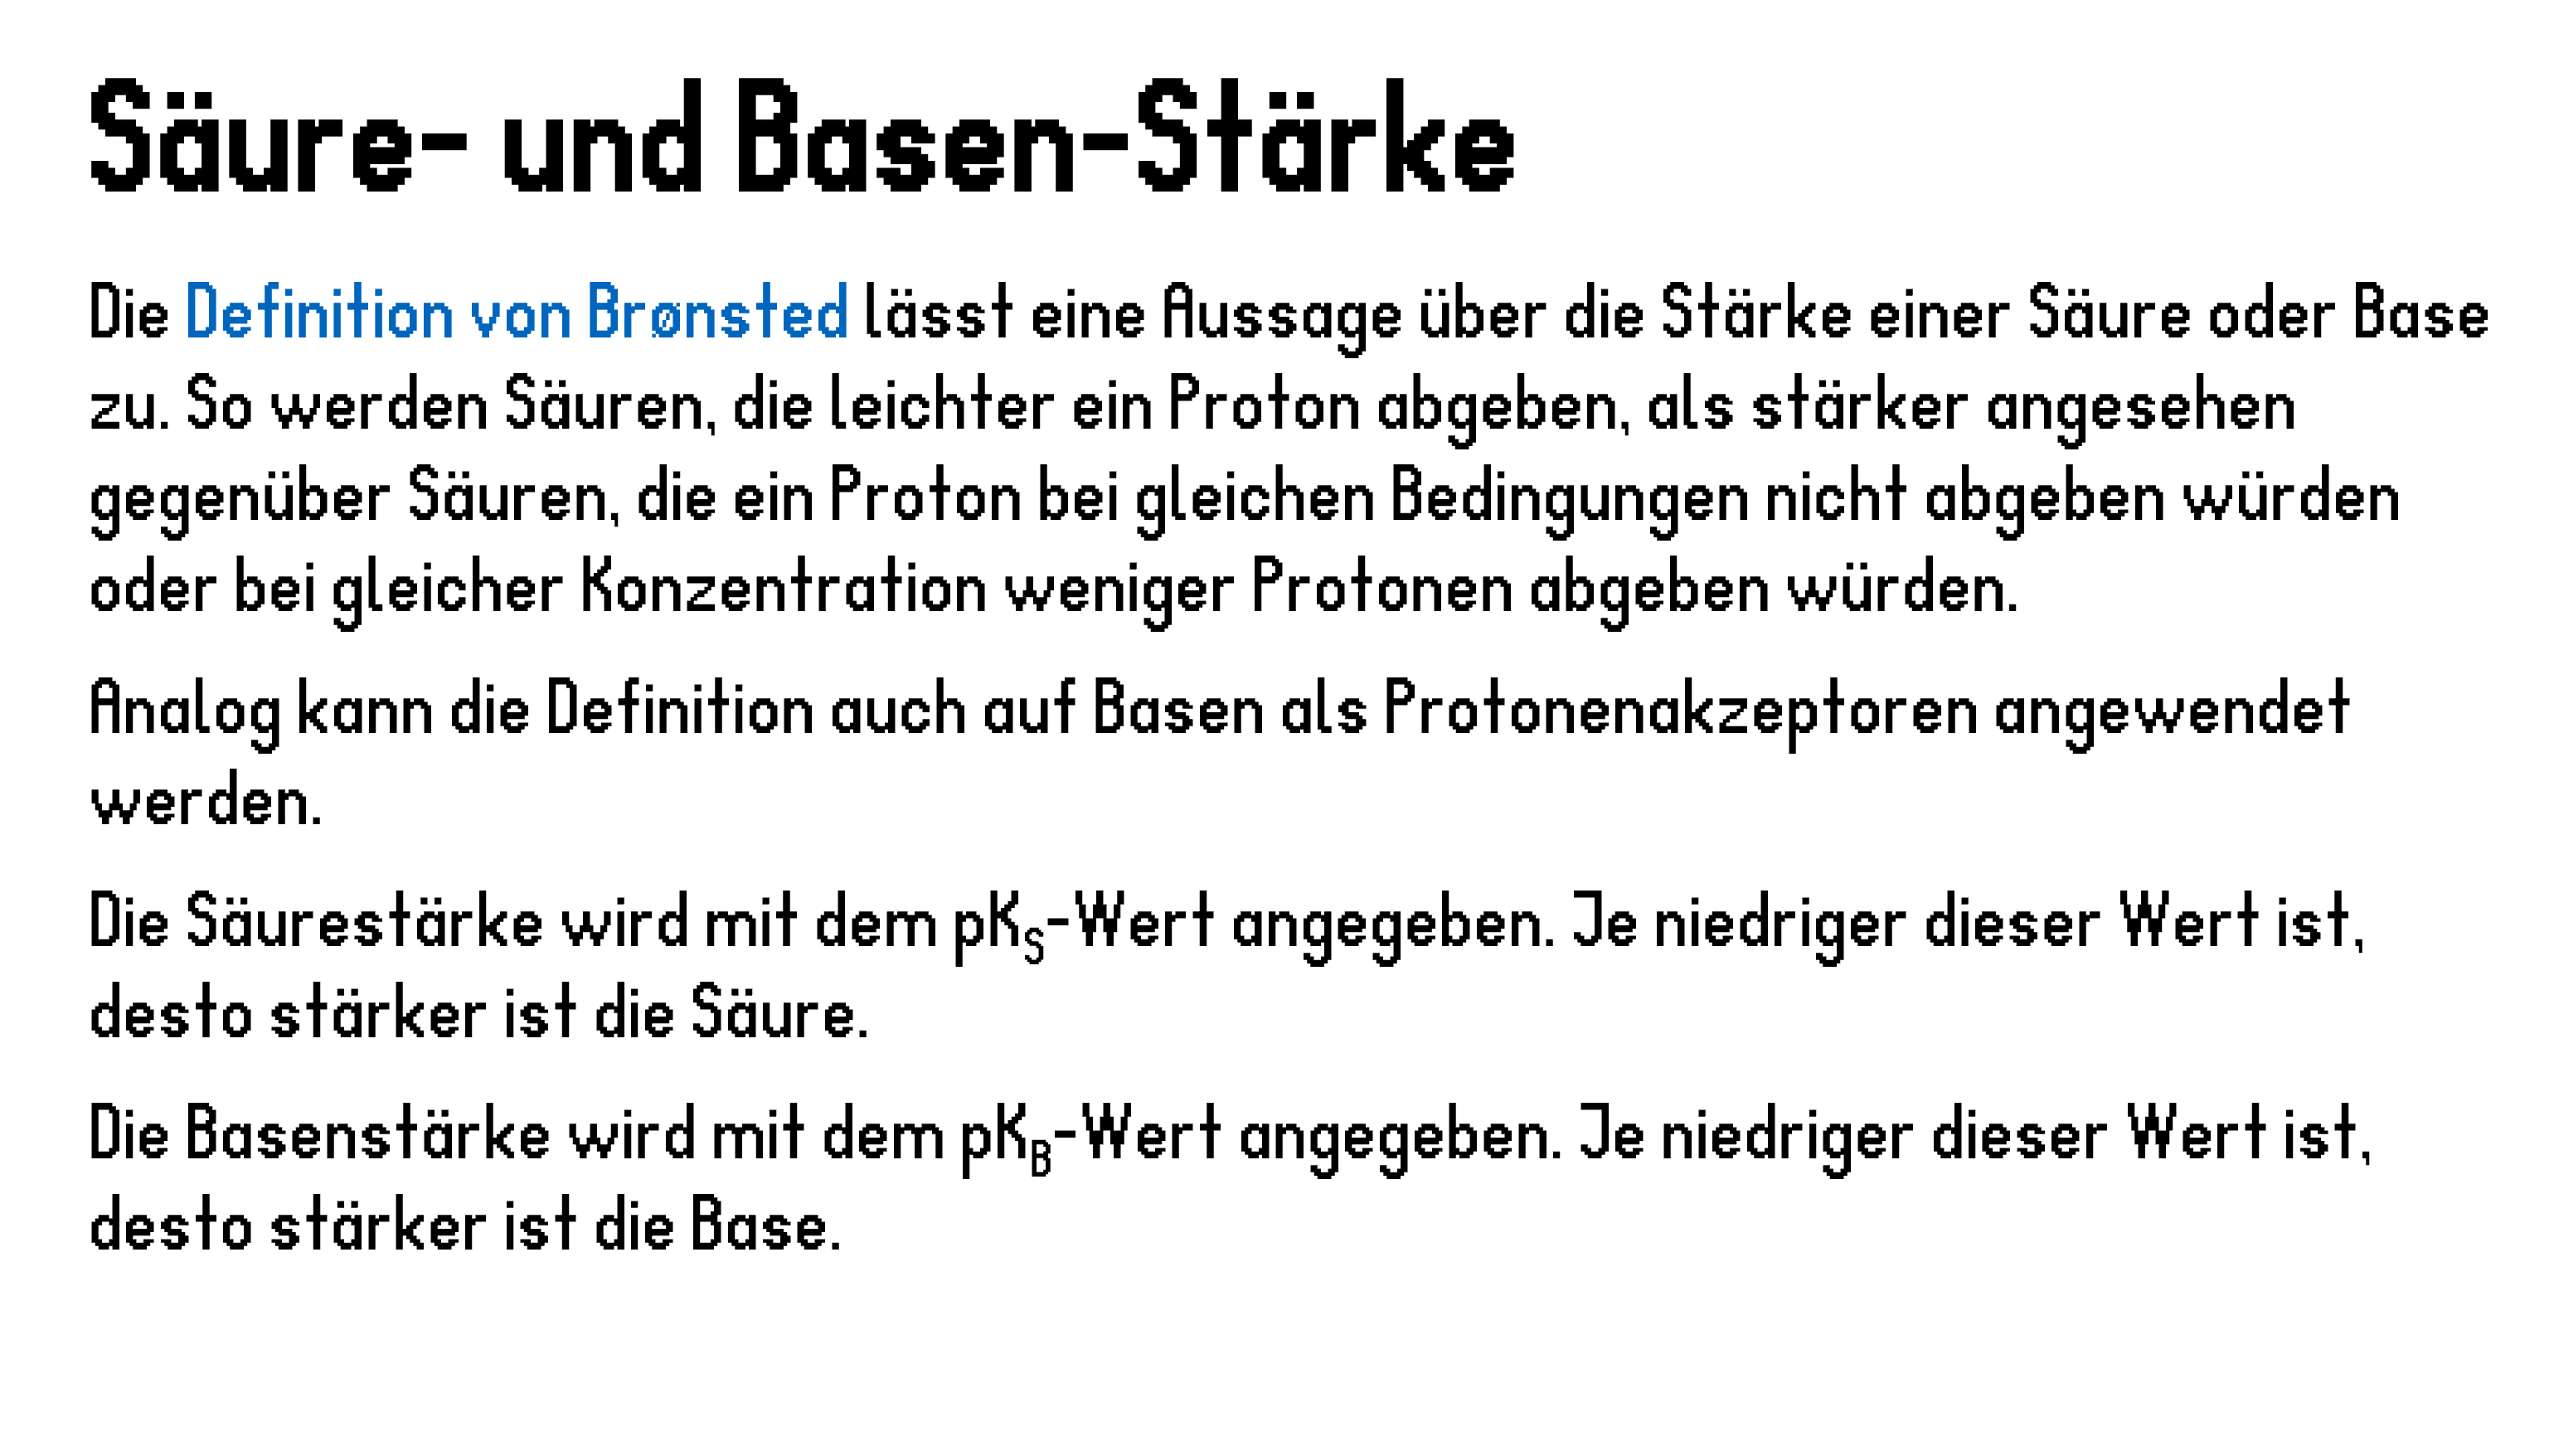 Säure- und Basen-Stärke
Die Definition von Brønsted lässt eine Aussage über die Stärke einer Säure oder Base
zu. So werden Säuren, die leichter ein Proton abgeben, als stärker angesehen
gegenüber Säuren, die ein Proton bei gleichen Bedingungen nicht abgeben würden
oder bei gleicher Konzentration weniger Protonen abgeben würden.
Analog kann die Definition auch auf Basen als Protonenakzeptoren angewendet
werden.
Die Säurestärke wird mit dem pKS-Wert angegeben. Je niedriger dieser Wert ist,
desto stärker ist die Säure.
Die Basenstärke wird mit dem pKB-Wert angegeben. Je niedriger dieser Wert ist,
desto stärker ist die Base.